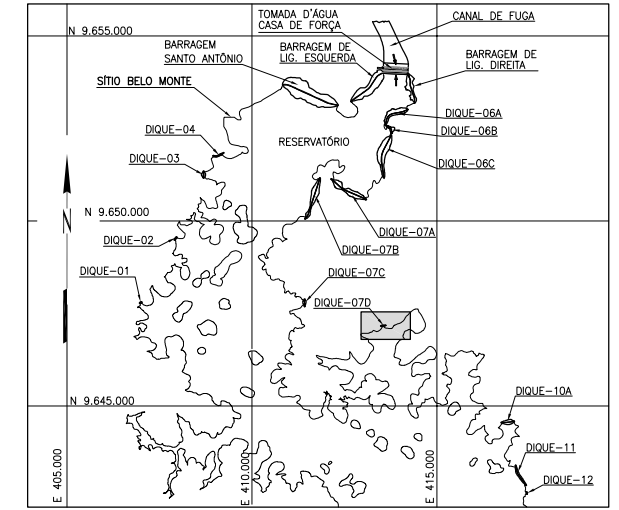 TOMADA D'ÁGUA
CASA DE FORÇA
CANAL DE FUGA
N 9.655.000
BARRAGEM
SANTO ANTÔNIO
BARRAGEM DE
LIG. ESQUERDA
BARRAGEM DE
LIG. DIREITA
SÍTIO BELO MONTE
DIQUE-06A
DIQUE-06B
DIQUE-04
RESERVATÓRIO
DIQUE-03
DIQUE-06C
N 9.650.000
N
DIQUE-07A
DIQUE-02
DIQUE-07B
DIQUE-01
DIQUE-07C
DIQUE-07D
DIQUE-10A
N 9.645.000
DIQUE-11
DIQUE-12
E 405.000
E 410.000
E 415.000